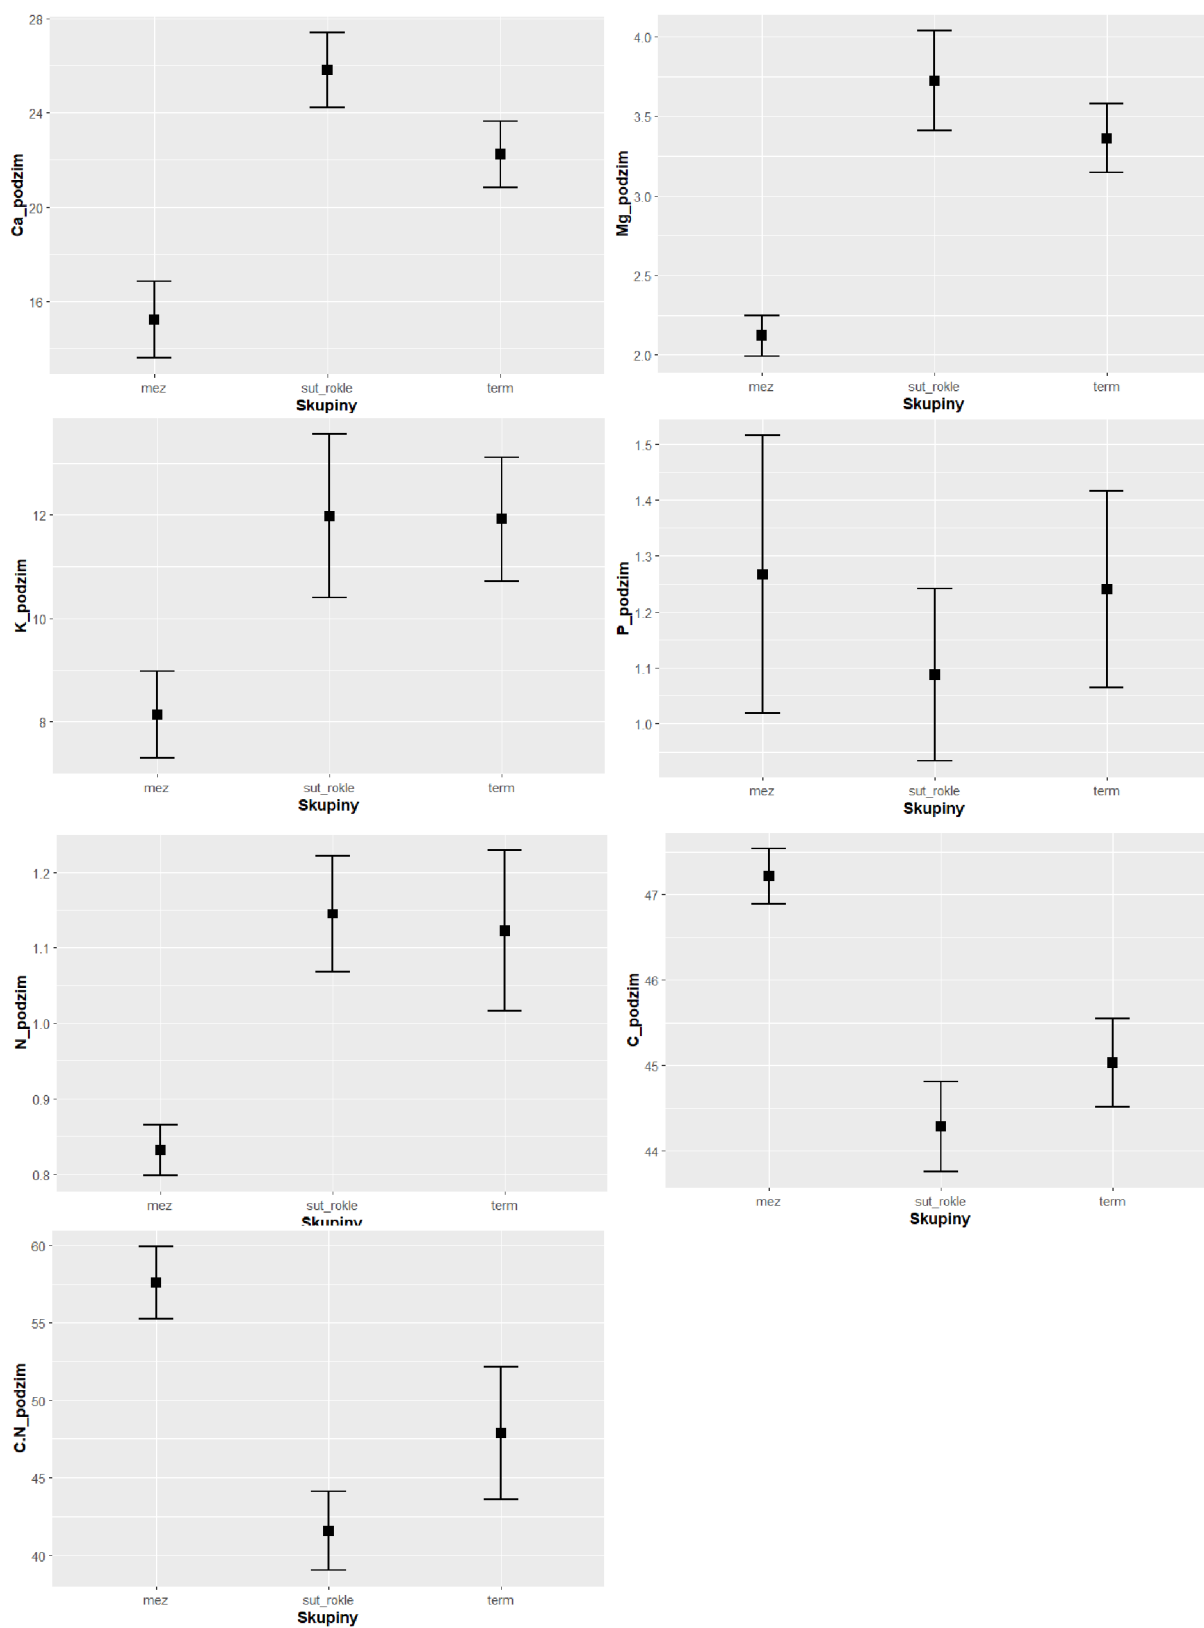 Ca_podzim
28
24
20
16
mez sut_rokle term
Skupiny
Mg_podzim
4.0
3.5
3.0
2.5
2.0
mez sut_rokle term
Skupiny
K_podzim
12
10
8
mez sut_rokle term
Skupiny
P_podzim
1.5
1.4
1.3
1.2
1.1
1.0
mez sut_rokle term
Skupiny
N_podzim
1.2
1.1
1.0
0.9
0.8
mez sut_rokle term
Skupiny
C_podzim
47
46
45
44
mez sut_rokle term
Skupiny
C.N_podzim
60
55
50
45
40
mez sut_rokle term
Skupiny